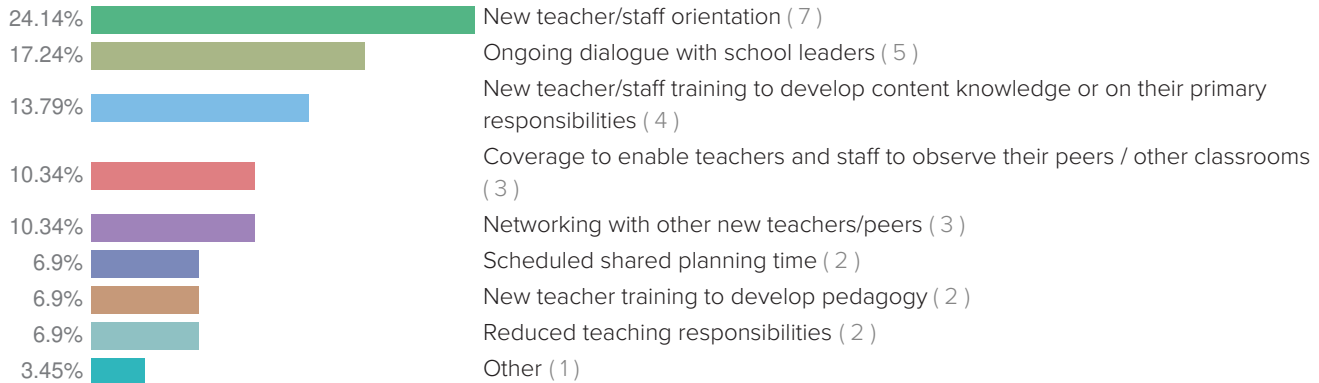 24.14% New teacher/staff orientation ( 7 )
17.24% Ongoing dialogue with school leaders ( 5 )
13.79% New teacher/staff training to develop content knowledge or on their primary
responsibilities ( 4 )
10.34% Coverage to enable teachers and staff to observe their peers / other classrooms
( 3 )
10.34% Networking with other new teachers/peers ( 3 )
6.9% Scheduled shared planning time ( 2 )
6.9% New teacher training to develop pedagogy ( 2 )
6.9% Reduced teaching responsibilities ( 2 )
3.45% Other ( 1 )